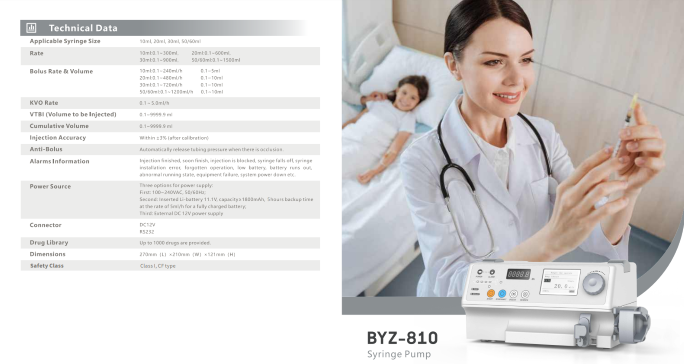 Technical Data
Applicable Syringe Size 10ml, 20ml, 30ml, 50/60ml
Rate 10ml:0.1~300ml, 20ml:0.1~600ml,
30ml:0.1~900ml, 50/60ml:0.1~1500ml
Bolus Rate & Volume 10ml:0.1~240ml/h 0.1~5ml
20ml:0.1~480ml/h 0.1~10ml
30ml:0.1~720ml/h 0.1~10ml
50/60ml:0.1~1200ml/h 0.1~10ml
KVO Rate 0.1~5.0ml/h
VTBI (Volume to be Injected) 0.1~9999.9 ml
Cumulative Volume 0.1~9999.9 ml
Injection Accuracy Within ±3% (after calibration)
Anti-Bolus Automatically release tubing pressure when there is occlusion
Alarms Information Injection finished, soon finish, injection is blocked, syringe falls off, syringe
installation error, forgotten operation, low battery, battery runs out,
abnormal running state, equipment failure, system power down etc.
Power Source Three options for power supply:
First: 100~240VAC, 50/60Hz;
Second: Inserted Li-battery 11.1V, capacity≥1800mAh, 5hours backup time
at the rate of 5ml/h for a fully charged battery;
Third: External DC 12V power supply
Connector DC12V
RS232
Drug Library Up to 1000 drugs are provided.
Dimensions 270mm (L) ×210mm (W) ×121mm (H)
Safety Class Class I, CF type
BYZ-810
Syringe Pump